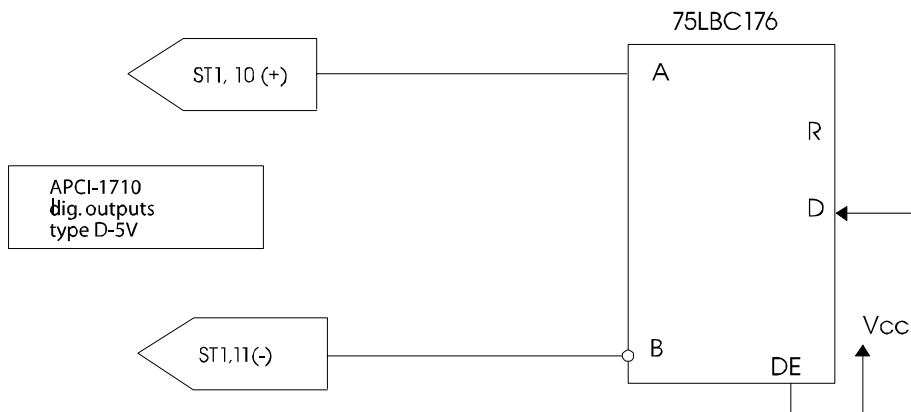 75LBC176
ST1, 10 (+)
A
R
APCI-1710
dig. outputs
type D-5V
D
Vcc
ST1,11(-)
B
DE